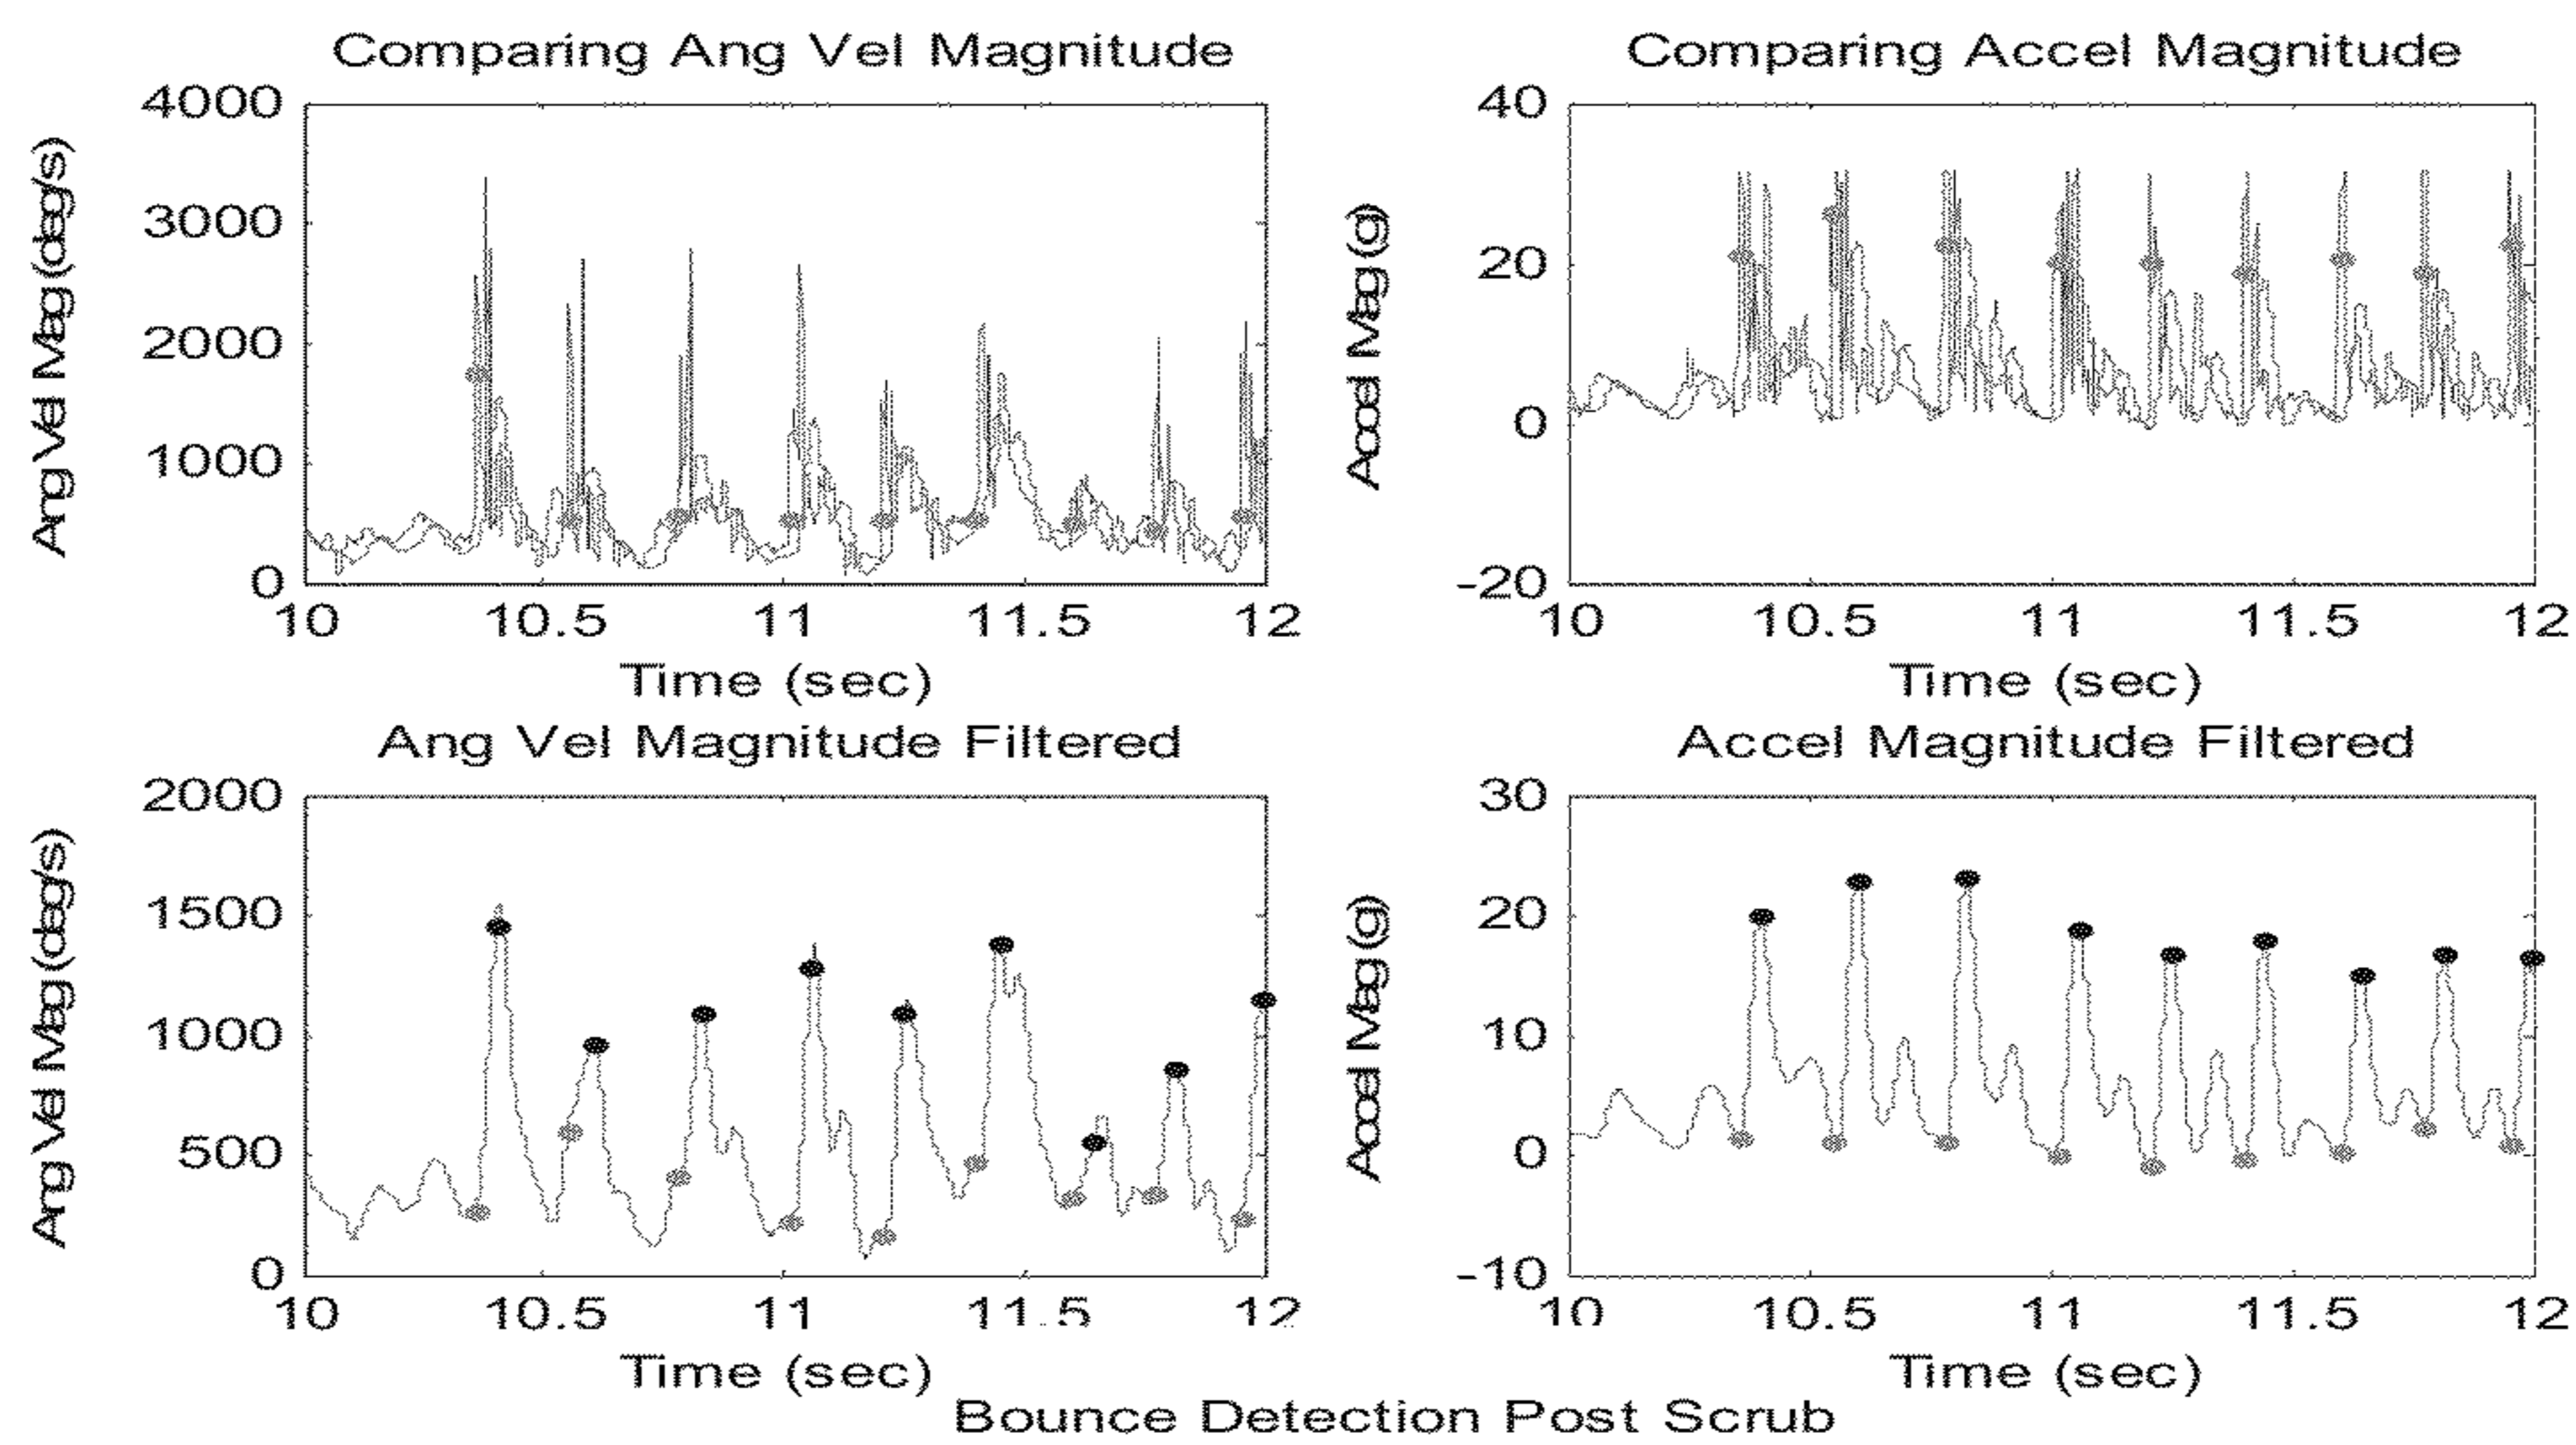 Comparing Ang Vel Magnitude
Comparing Accel Magnitude
4000
3000
2000
1000
0
Ang Vel Mag (deg/s)
10 10.5 11 11.5 12
Time (sec)
40
20
0
-20
Accel Mag (g)
10 10.5 11 11.5 12
Time (sec)
Ang Vel Magnitude Filtered
Accel Magnitude Filtered
2000
1500
1000
500
0
Ang Vel Mag (deg/s)
10 10.5 11 11.5 12
Time (sec)
30
20
10
0
-10
Accel Mag (g)
10 10.5 11 11.5 12
Time (sec)
Bounce Detection Post Scrub